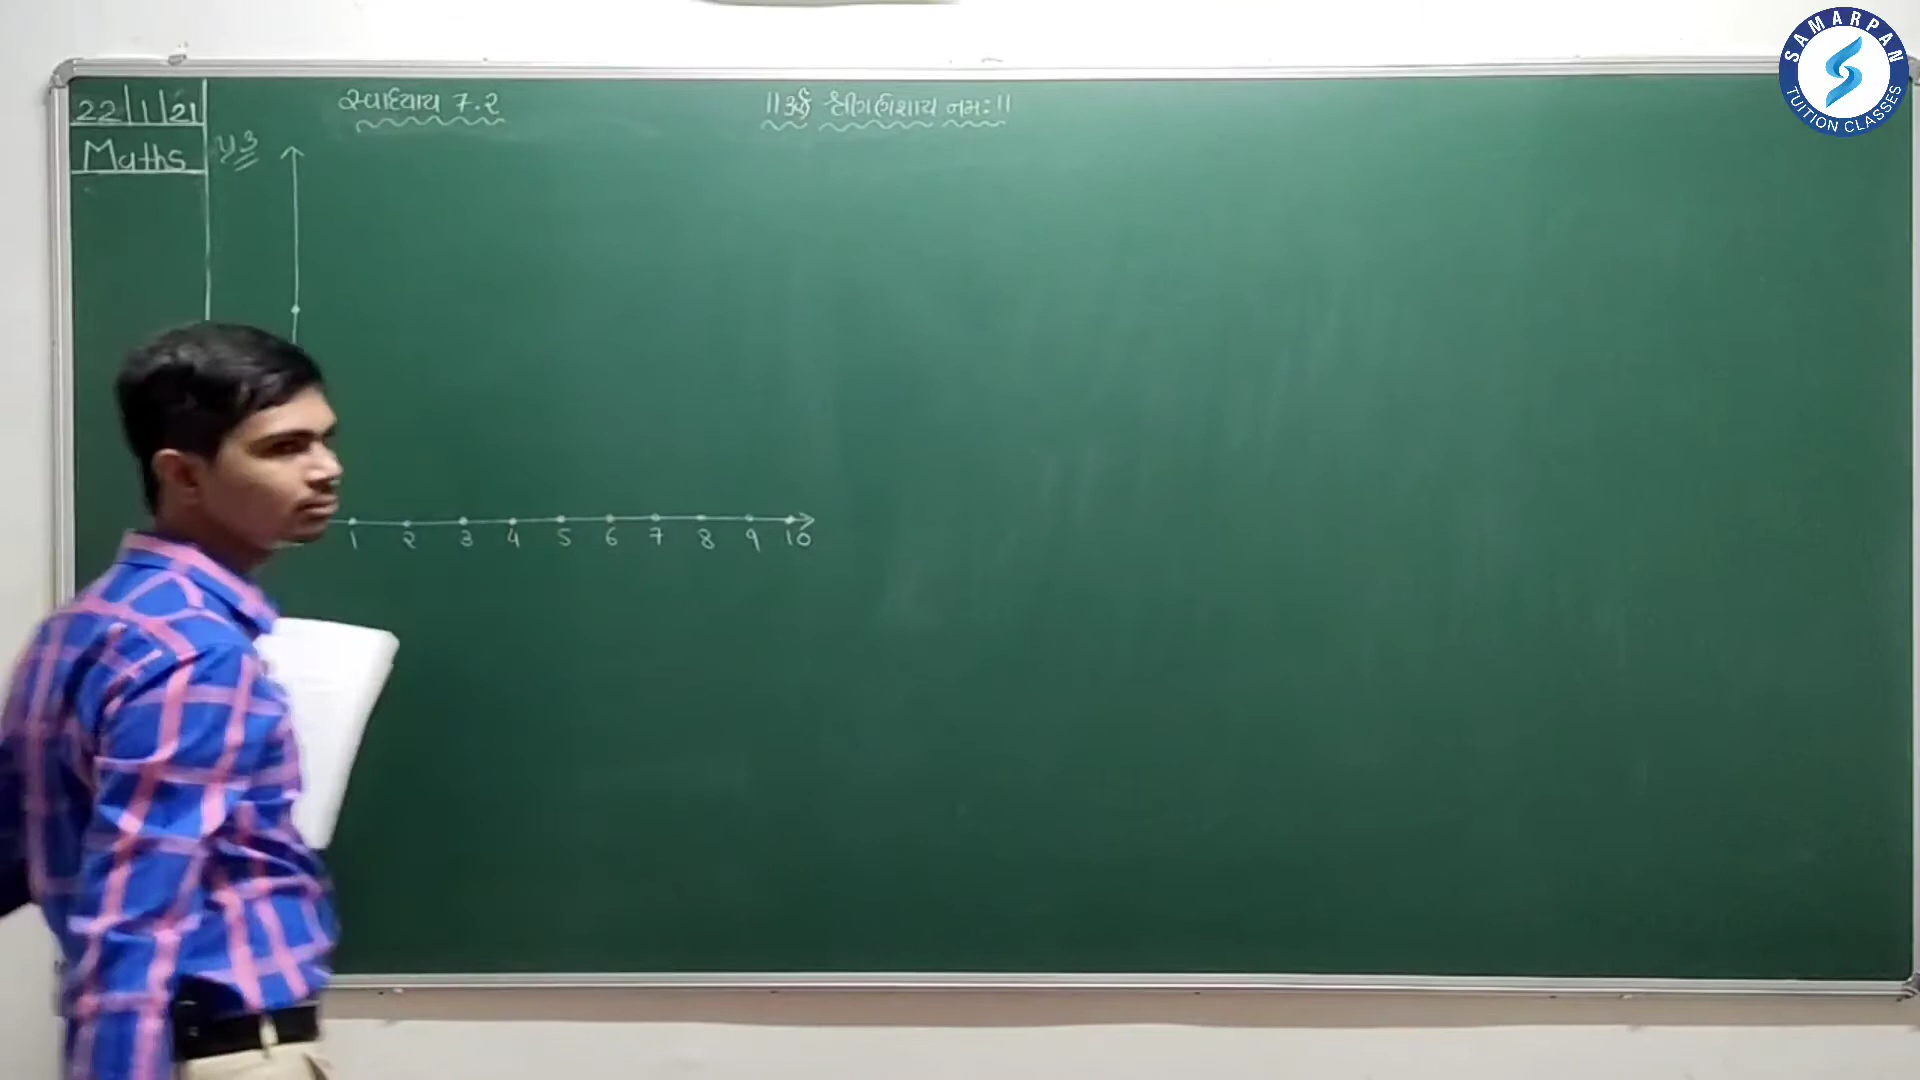 22/1/21
Maths
સ્વાધ્યાય 7.2
॥ૐ શ્રી ગણેશાય નમઃ॥
પ્ર૩
1 2 3 4 5 6 7 8 9 10
SAMARPAN
TUITION CLASSES